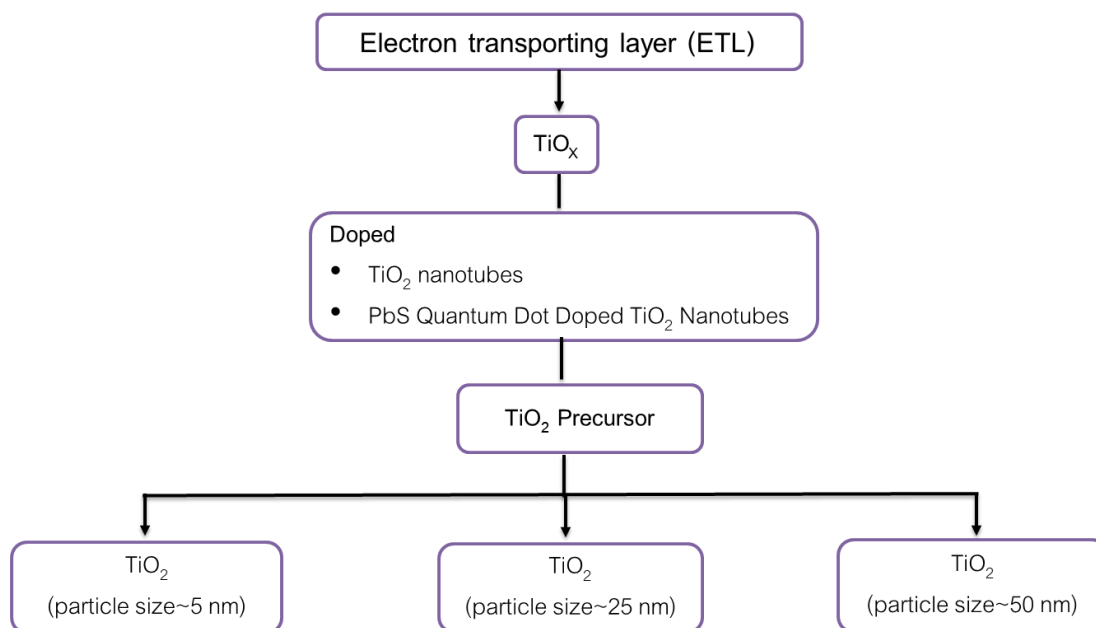 Electron transporting layer (ETL)
TiOₓ
Doped
• TiO₂ nanotubes
• PbS Quantum Dot Doped TiO₂ Nanotubes
TiO₂ Precursor
TiO₂
(particle size~5 nm)
TiO₂
(particle size~25 nm)
TiO₂
(particle size~50 nm)